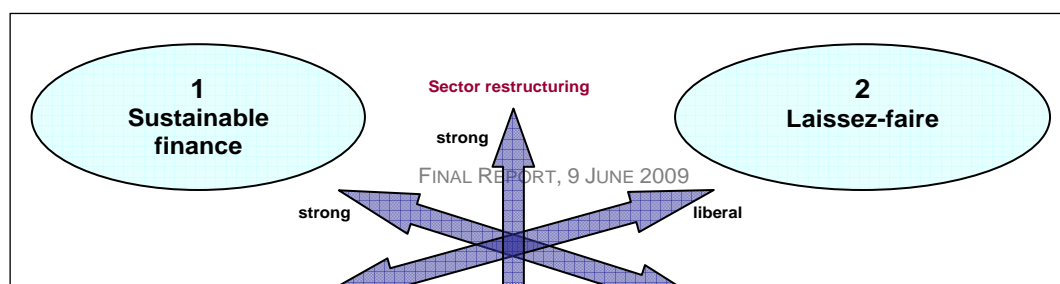 1
Sustainable
finance
2
Laissez-faire
Sector restructuring
strong
FINAL REPORT, 9 JUNE 2009
strong
liberal